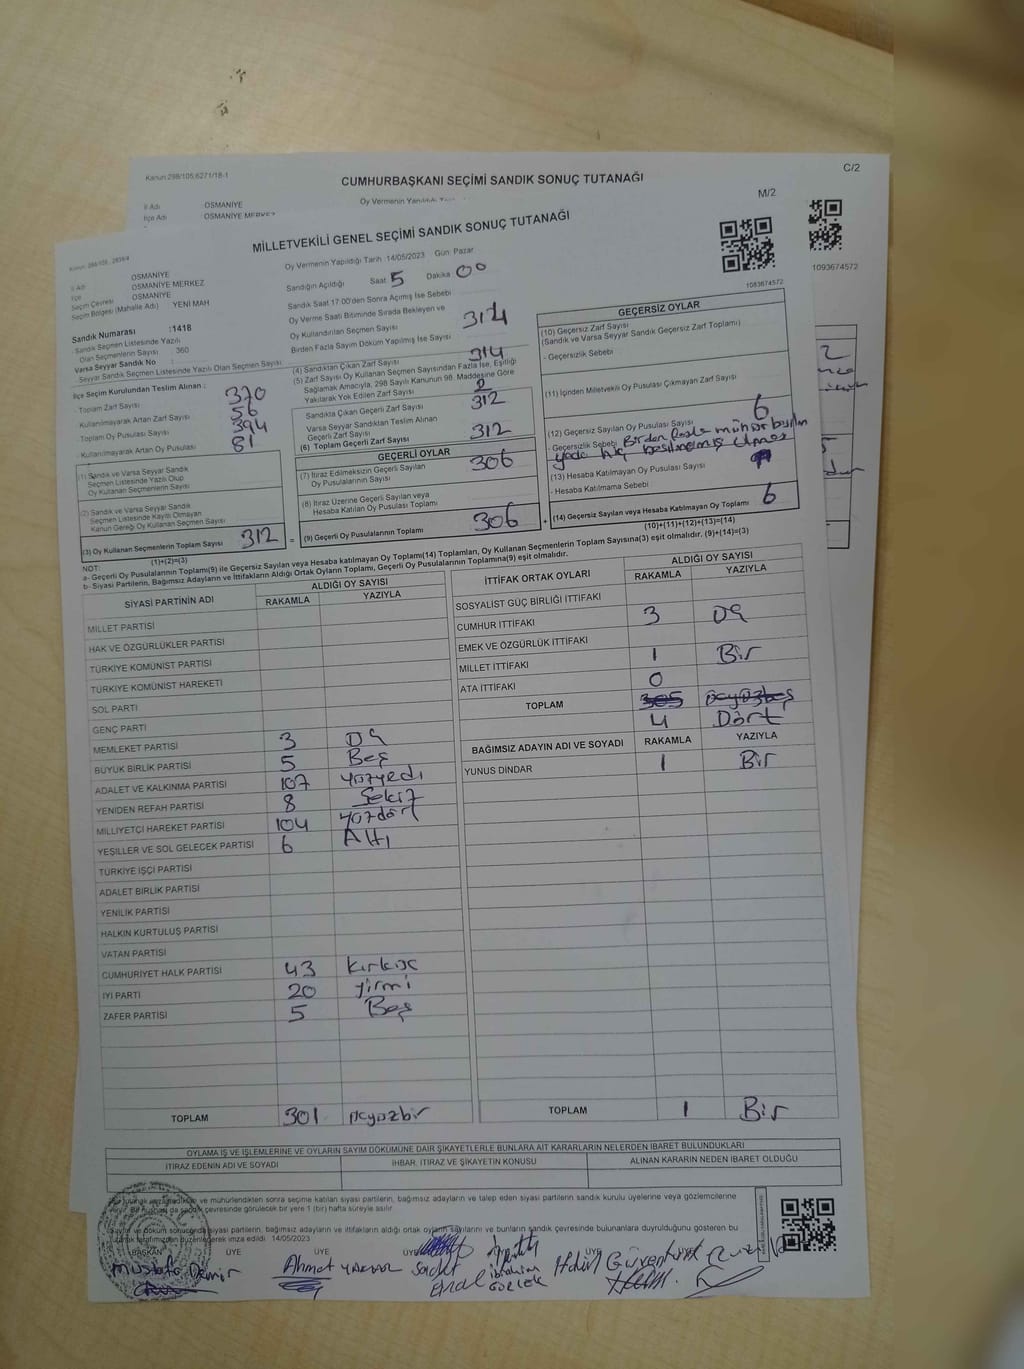 Kanun 298/105,6271/18-1
CUMHURBAŞKANI SEÇİMİ SANDIK SONUÇ TUTANAĞI
C/2
İl Adı OSMANİYE
İlçe Adı OSMANİYE MERKEZ
Oy Vermenin Yapıldığı
1093674572
M/2
MİLLETVEKİLİ GENEL SEÇİMİ SANDIK SONUÇ TUTANAĞI
1083674572
İl Adı OSMANİYE
İlçe OSMANİYE MERKEZ
Seçim Çevresi OSMANİYE
Seçim Bölgesi (Mahalle Adı) YENİ MAH
Sandık Numarası :1418
Sandık Seçmen Listesinde Yazılı
Olan Seçmenlerin Sayısı 360
Varsa Seyyar Sandık No :
Seyyar Sandık Seçmen Listesinde Yazılı Olan Seçmen Sayısı:
Oy Vermenin Yapıldığı Tarih :14/05/2023 Gün: Pazar
Sandığın Açıldığı Saat 5 Dakika 00
Sandık Saat 17:00'den Sonra Açımış İse Sebebi
Oy Verme Saati Bitiminde Sırada Bekleyen ve
Oy Kullandırılan Seçmen Sayısı 314
Birden Fazla Sayım Döküm Yapılmış İse Sayısı
İlçe Seçim Kurulundan Teslim Alınan :
- Toplam Zarf Sayısı 370
Kullanılmayarak Artan Zarf Sayısı 56
Toplam Oy Pusulası Sayısı 394
- Kullanılmayarak Artan Oy Pusulası 81
(1) Sandık ve Varsa Seyyar Sandık
Seçmen Listesinde Yazılı Olup
Oy Kullanan Seçmenlerin Sayısı
(2) Sandık ve Varsa Seyyar Sandık
Seçmen Listesinde Kayıtlı Olmayan
Kanun Gereği Oy Kullanan Seçmen Sayısı
(3) Oy Kullanan Seçmenlerin Toplam Sayısı 312
(1)+(2)=(3)
(4) Sandıktan Çıkan Zarf Sayısı 314
(5) Zarf Sayısı Oy Kullanan Seçmen Sayısından Fazla İse, Eşitliği
Sağlamak Amacıyla, 298 Sayılı Kanunun 98. Maddesine Göre
Yakılarak Yok Edilen Zarf Sayısı 2
Sandıkta Çıkan Geçerli Zarf Sayısı 312
Varsa Seyyar Sandıktan Teslim Alınan
Geçerli Zarf Sayısı
(6) Toplam Geçerli Zarf Sayısı 312
GEÇERLİ OYLAR
(7) İtiraz Edilmeksizin Geçerli Sayılan
Oy Pusulalarının Sayısı 306
(8) İtiraz Üzerine Geçerli Sayılan veya
Hesaba Katılan Oy Pusulası Toplamı
= (9) Geçerli Oy Pusulalarının Toplamı 306
GEÇERSİZ OYLAR
(10) Geçersiz Zarf Sayısı
(Sandık ve Varsa Seyyar Sandık Geçersiz Zarf Toplamı)
- Geçersizlik Sebebi
(11) İçinden Milletvekili Oy Pusulası Çıkmayan Zarf Sayısı
(12) Geçersiz Sayılan Oy Pusulası Sayısı 6
- Geçersizlik Sebebi Birden fazla mühür basılan
yada hiç basılmamış olması
(13) Hesaba Katılmayan Oy Pusulası Sayısı
- Hesaba Katılmama Sebebi
+ (14) Geçersiz Sayılan veya Hesaba Katılmayan Oy Toplamı 6
(10)+(11)+(12)+(13)=(14)
NOT:
a- Geçerli Oy Pusulalarının Toplamı(9) ile Geçersiz Sayılan veya Hesaba katılmayan Oy Toplamı(14) Toplamları, Oy Kullanan Seçmenlerin Toplam Sayısına(3) eşit olmalıdır. (9)+(14)=(3)
b- Siyasi Partilerin, Bağımsız Adayların ve İttifakların Aldığı Ortak Oyların Toplamı, Geçerli Oy Pusulalarının Toplamına(9) eşit olmalıdır.
SİYASİ PARTİNİN ADI ALDIĞI OY SAYISI
RAKAMLA YAZIYLA
MİLLET PARTİSİ
HAK VE ÖZGÜRLÜKLER PARTİSİ
TÜRKİYE KOMÜNİST PARTİSİ
TÜRKİYE KOMÜNİST HAREKETİ
SOL PARTİ
GENÇ PARTİ
MEMLEKET PARTİSİ 3 Üç
BÜYÜK BİRLİK PARTİSİ 5 Beş
ADALET VE KALKINMA PARTİSİ 107 yüzyedi
YENİDEN REFAH PARTİSİ 8 Sekiz
MİLLİYETÇİ HAREKET PARTİSİ 104 yüzdört
YEŞİLLER VE SOL GELECEK PARTİSİ 6 Altı
TÜRKİYE İŞÇİ PARTİSİ
ADALET BİRLİK PARTİSİ
YENİLİK PARTİSİ
HALKIN KURTULUŞ PARTİSİ
VATAN PARTİSİ
CUMHURİYET HALK PARTİSİ 43 kırküç
İYİ PARTİ 20 yirmi
ZAFER PARTİSİ 5 Beş
TOPLAM 301 üçyüzbir
İTTİFAK ORTAK OYLARI ALDIĞI OY SAYISI
RAKAMLA YAZIYLA
SOSYALİST GÜÇ BİRLİĞİ İTTİFAKI
CUMHUR İTTİFAKI 3 Üç
EMEK VE ÖZGÜRLÜK İTTİFAKI
MİLLET İTTİFAKI 1 Bir
ATA İTTİFAKI 0
TOPLAM 305 üçyüzbeş
4 Dört
BAĞIMSIZ ADAYIN ADI VE SOYADI RAKAMLA YAZIYLA
YUNUS DİNDAR 1 Bir
TOPLAM 1 Bir
OYLAMA İŞ VE İŞLEMLERİNE VE OYLARIN SAYIM DÖKÜMÜNE DAİR ŞİKAYETLERLE BUNLARA AİT KARARLARIN NELERDEN İBARET BULUNDUKLARI
İTİRAZ EDENİN ADI VE SOYADI İHBAR, İTİRAZ VE ŞİKAYETİN KONUSU ALINAN KARARIN NEDEN İBARET OLDUĞU
ve mühürlendikten sonra seçime katılan siyasi partilerin, bağımsız adayların ve talep eden siyasi partilerin sandık kurulu üyelerine veya gözlemcilerine
sandık çevresinde görülecek bir yere 1 (bir) hafta süreyle asılır.
siyasi partilerin, bağımsız adayların ve ittifakların aldığı ortak oyların sayılarını ve bunların sandık çevresinde bulunanlara duyrulduğunu gösteren bu
imza edildi. 14/05/2023
BAŞKAN ÜYE ÜYE ÜYE
Mustafa Demir Ahmet Sadet
Erol İbrahim Halil Güven